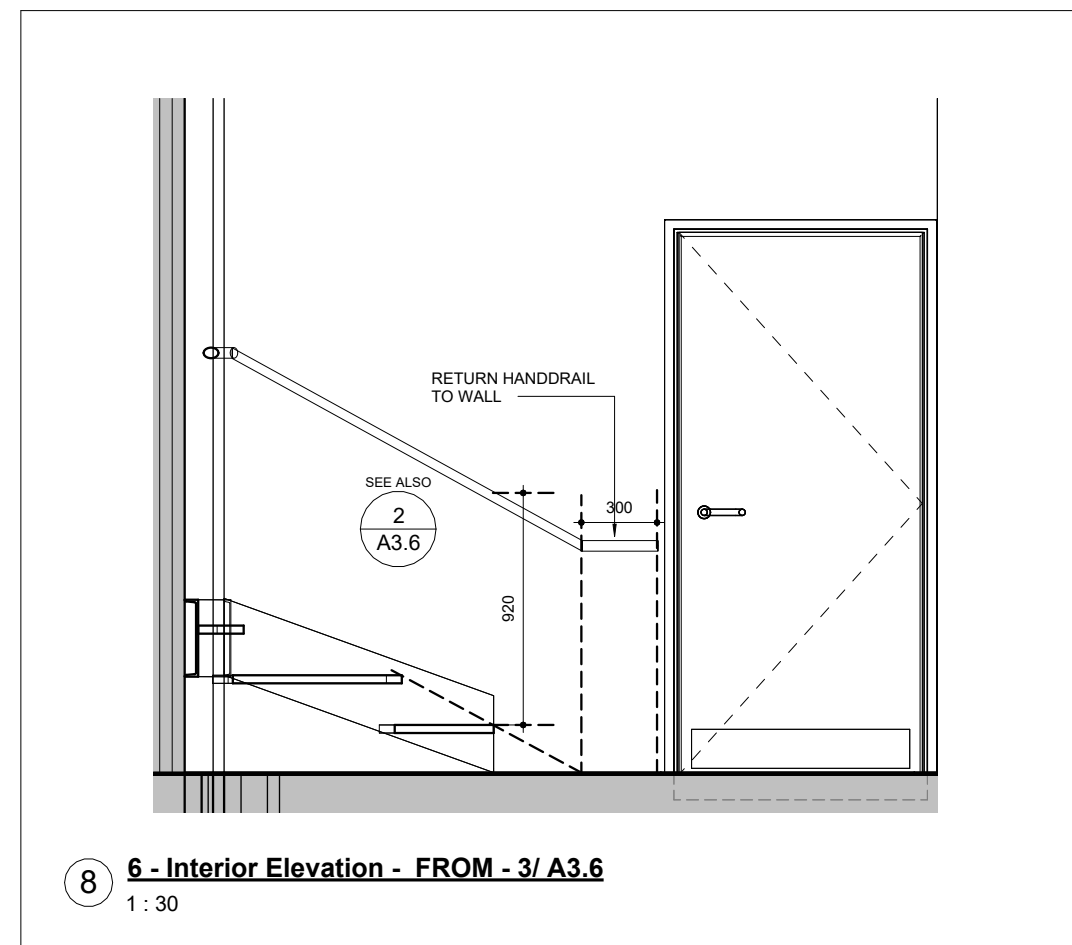 RETURN HANDDRAIL
TO WALL
SEE ALSO
2
A3.6
300
920
8
6 - Interior Elevation - FROM - 3/ A3.6
1 : 30